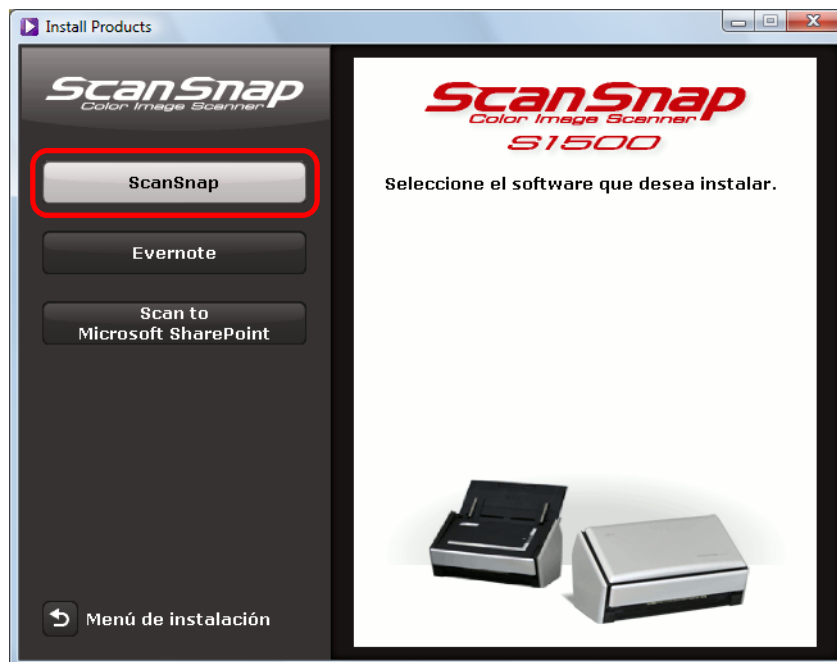 Install Products
ScanSnap
Color Image Scanner
ScanSnap
Evernote
Scan to
Microsoft SharePoint
Menú de instalación
ScanSnap
Color Image Scanner
S1500
Seleccione el software que desea instalar.